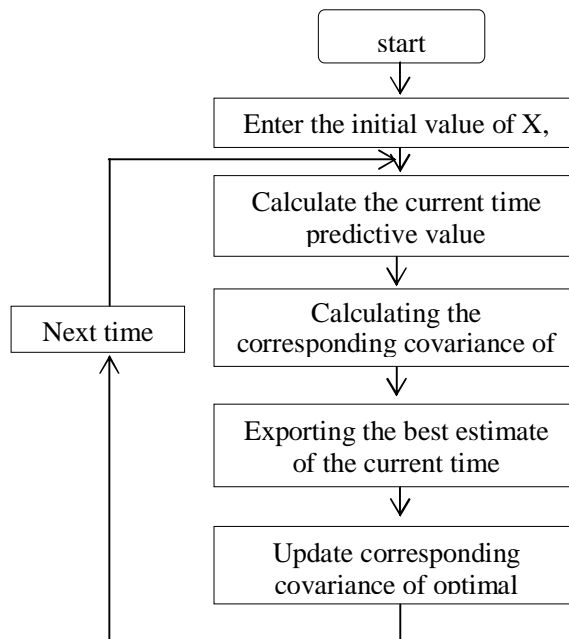 start
Enter the initial value of X,
Calculate the current time
predictive value
Calculating the
corresponding covariance of
Next time
Exporting the best estimate
of the current time
Update corresponding
covariance of optimal